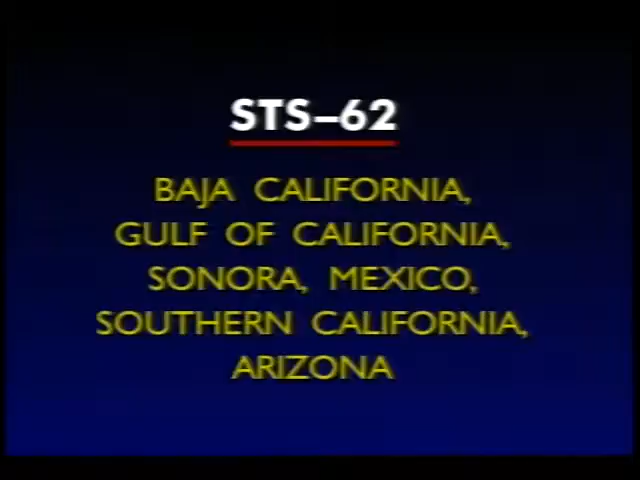 STS–62
BAJA CALIFORNIA,
GULF OF CALIFORNIA,
SONORA, MEXICO,
SOUTHERN CALIFORNIA,
ARIZONA